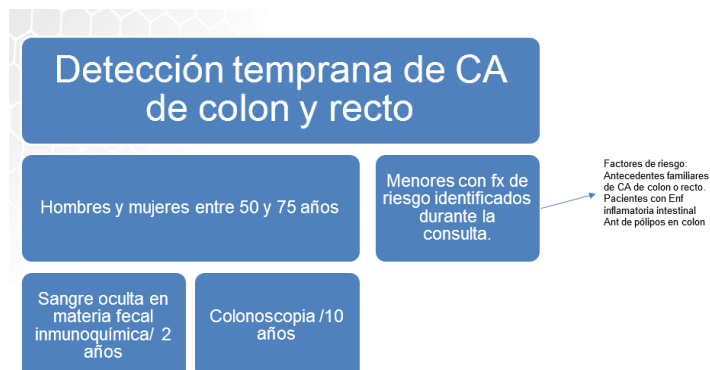 Detección temprana de CA
de colon y recto
Hombres y mujeres entre 50 y 75 años
Menores con fx de
riesgo identificados
durante la
consulta.
Factores de riesgo:
Antecedentes familiares
de CA de colon o recto.
Pacientes con Enf
inflamatoria intestinal
Ant de pólipos en colon
Sangre oculta en
materia fecal
inmunoquímica/ 2
años
Colonoscopia /10
años